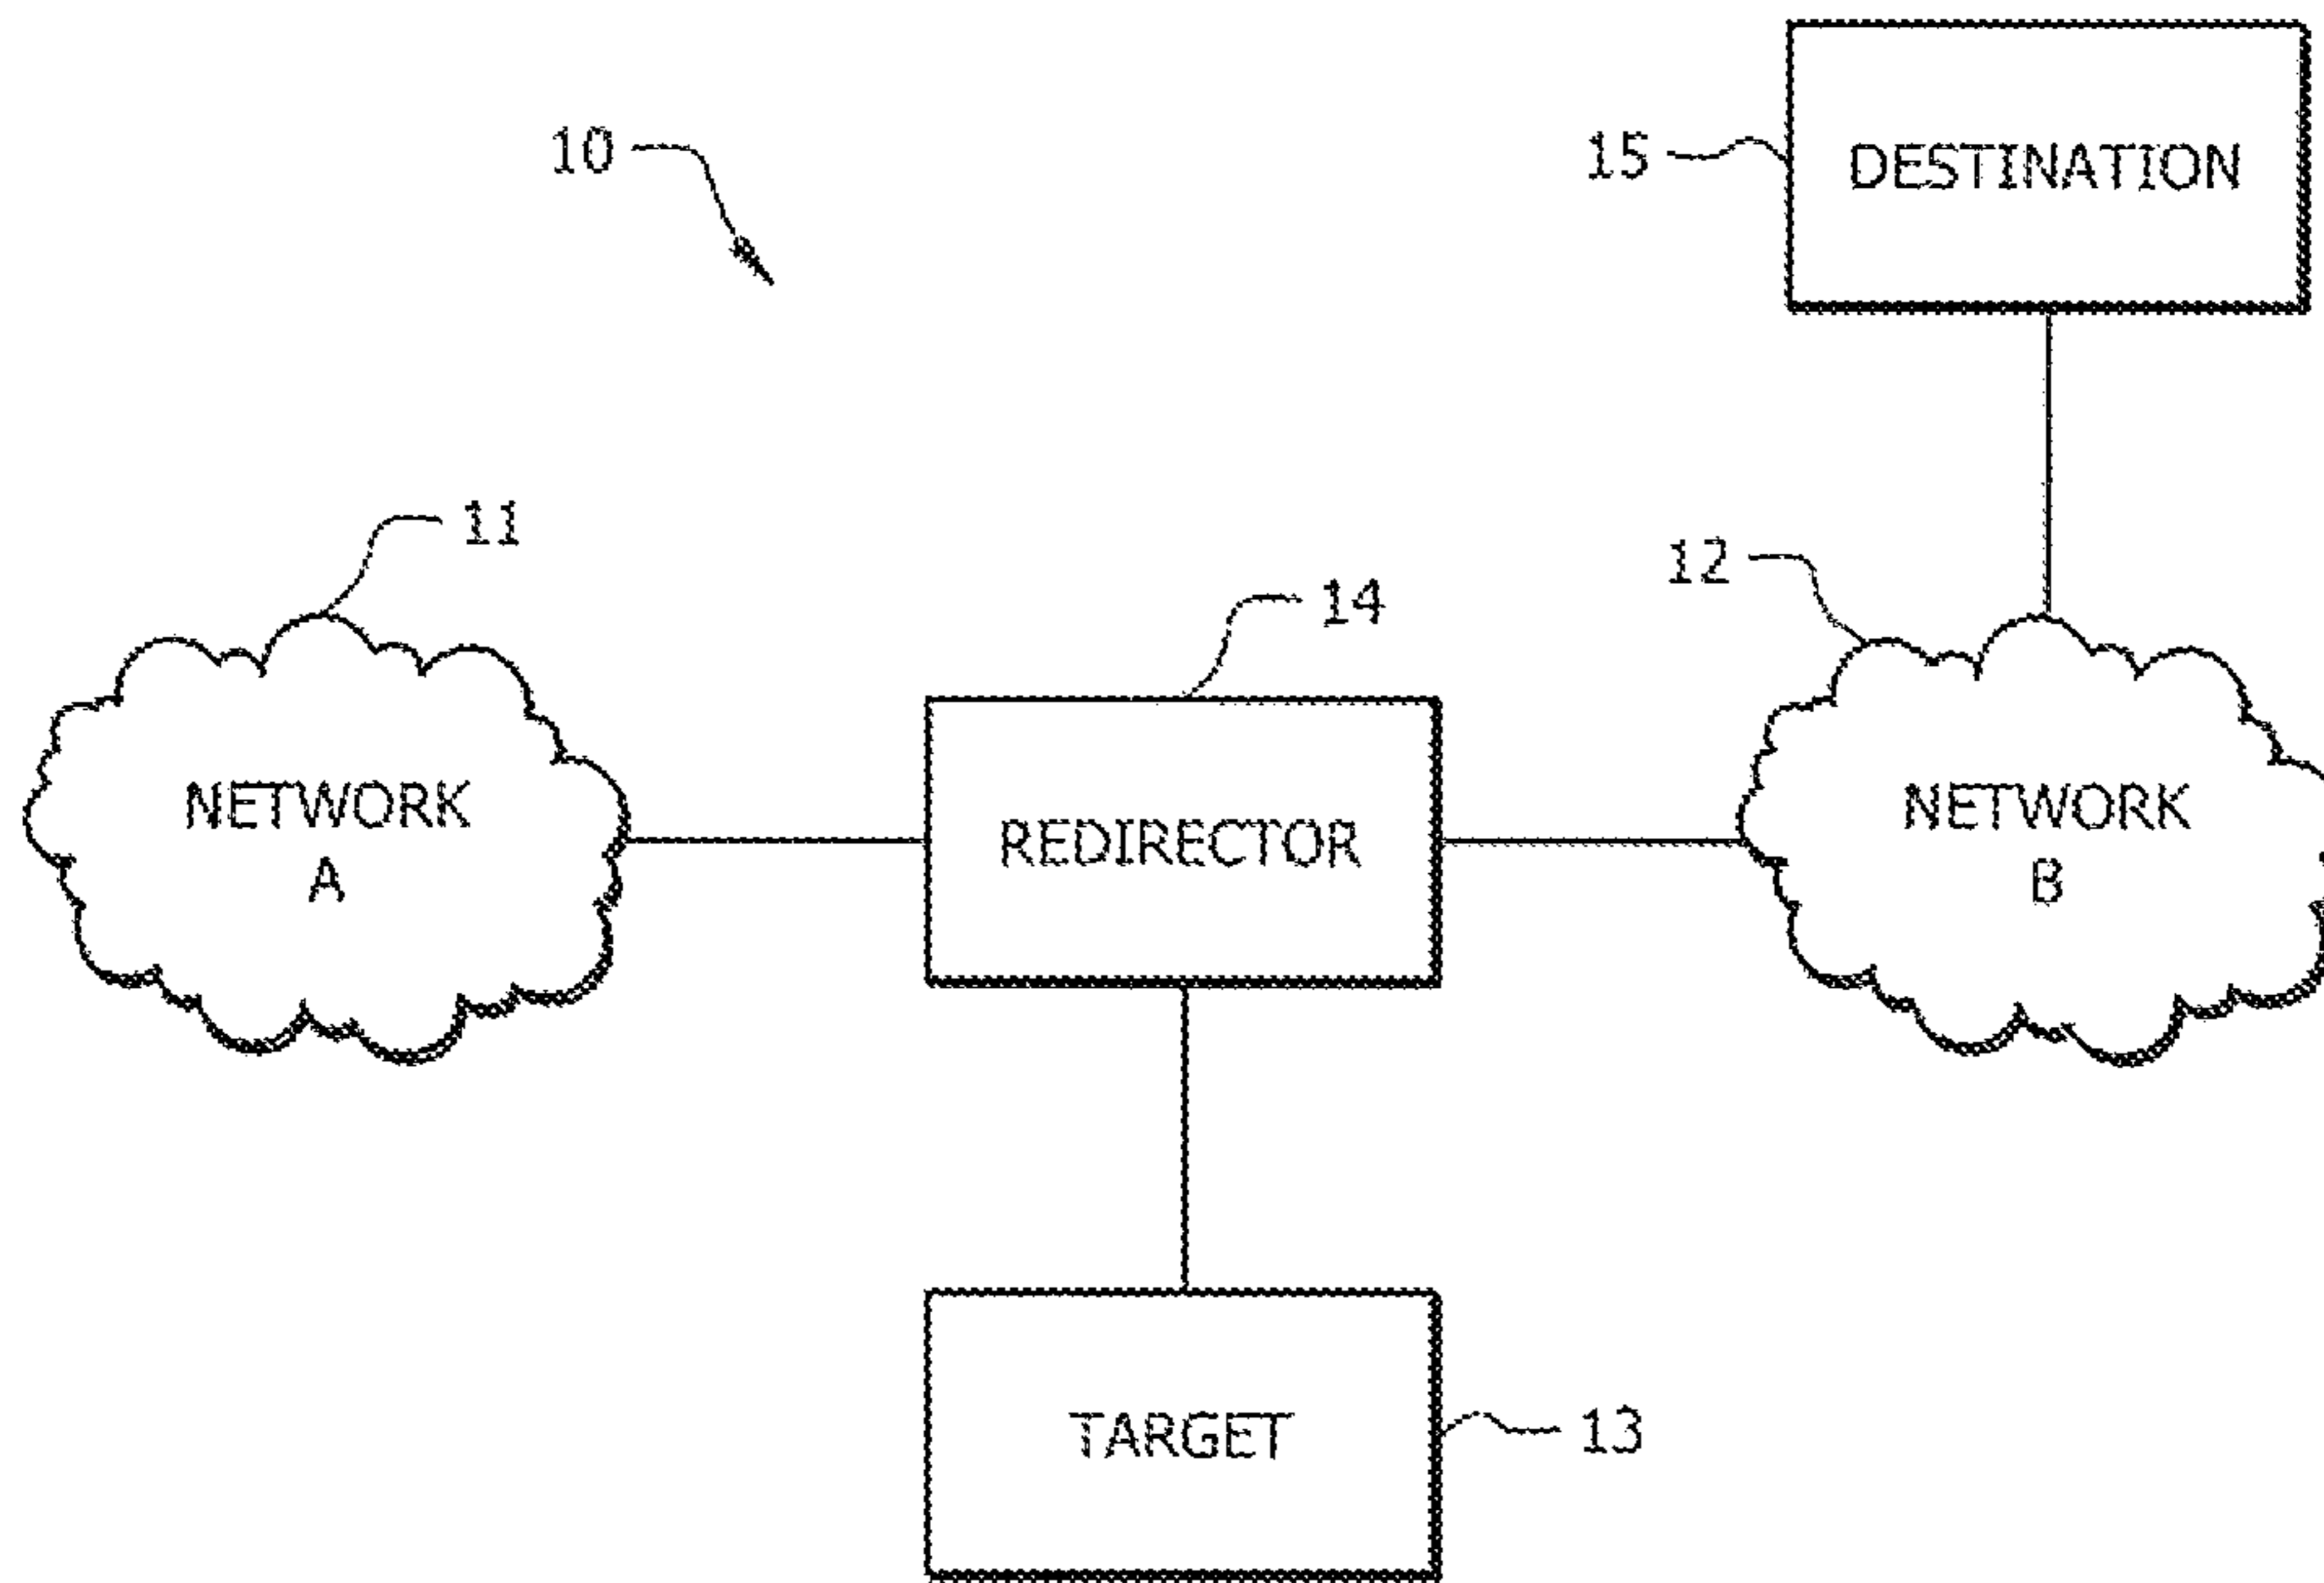 10
15
DESTINATION
11
12
14
NETWORK
A
REDIRECTOR
NETWORK
B
TARGET
13